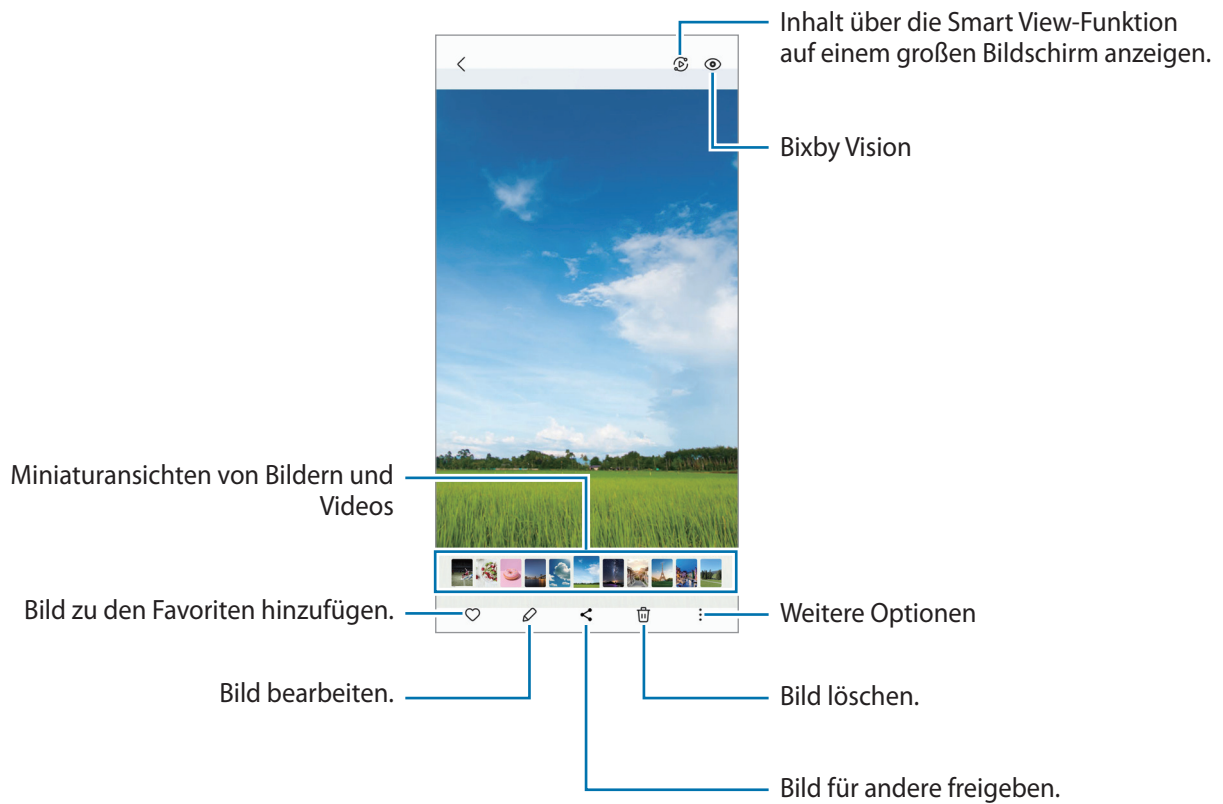 Inhalt über die Smart View-Funktion
auf einem großen Bildschirm anzeigen.
Bixby Vision
Miniaturansichten von Bildern und
Videos
Bild zu den Favoriten hinzufügen.
Weitere Optionen
Bild bearbeiten.
Bild löschen.
Bild für andere freigeben.